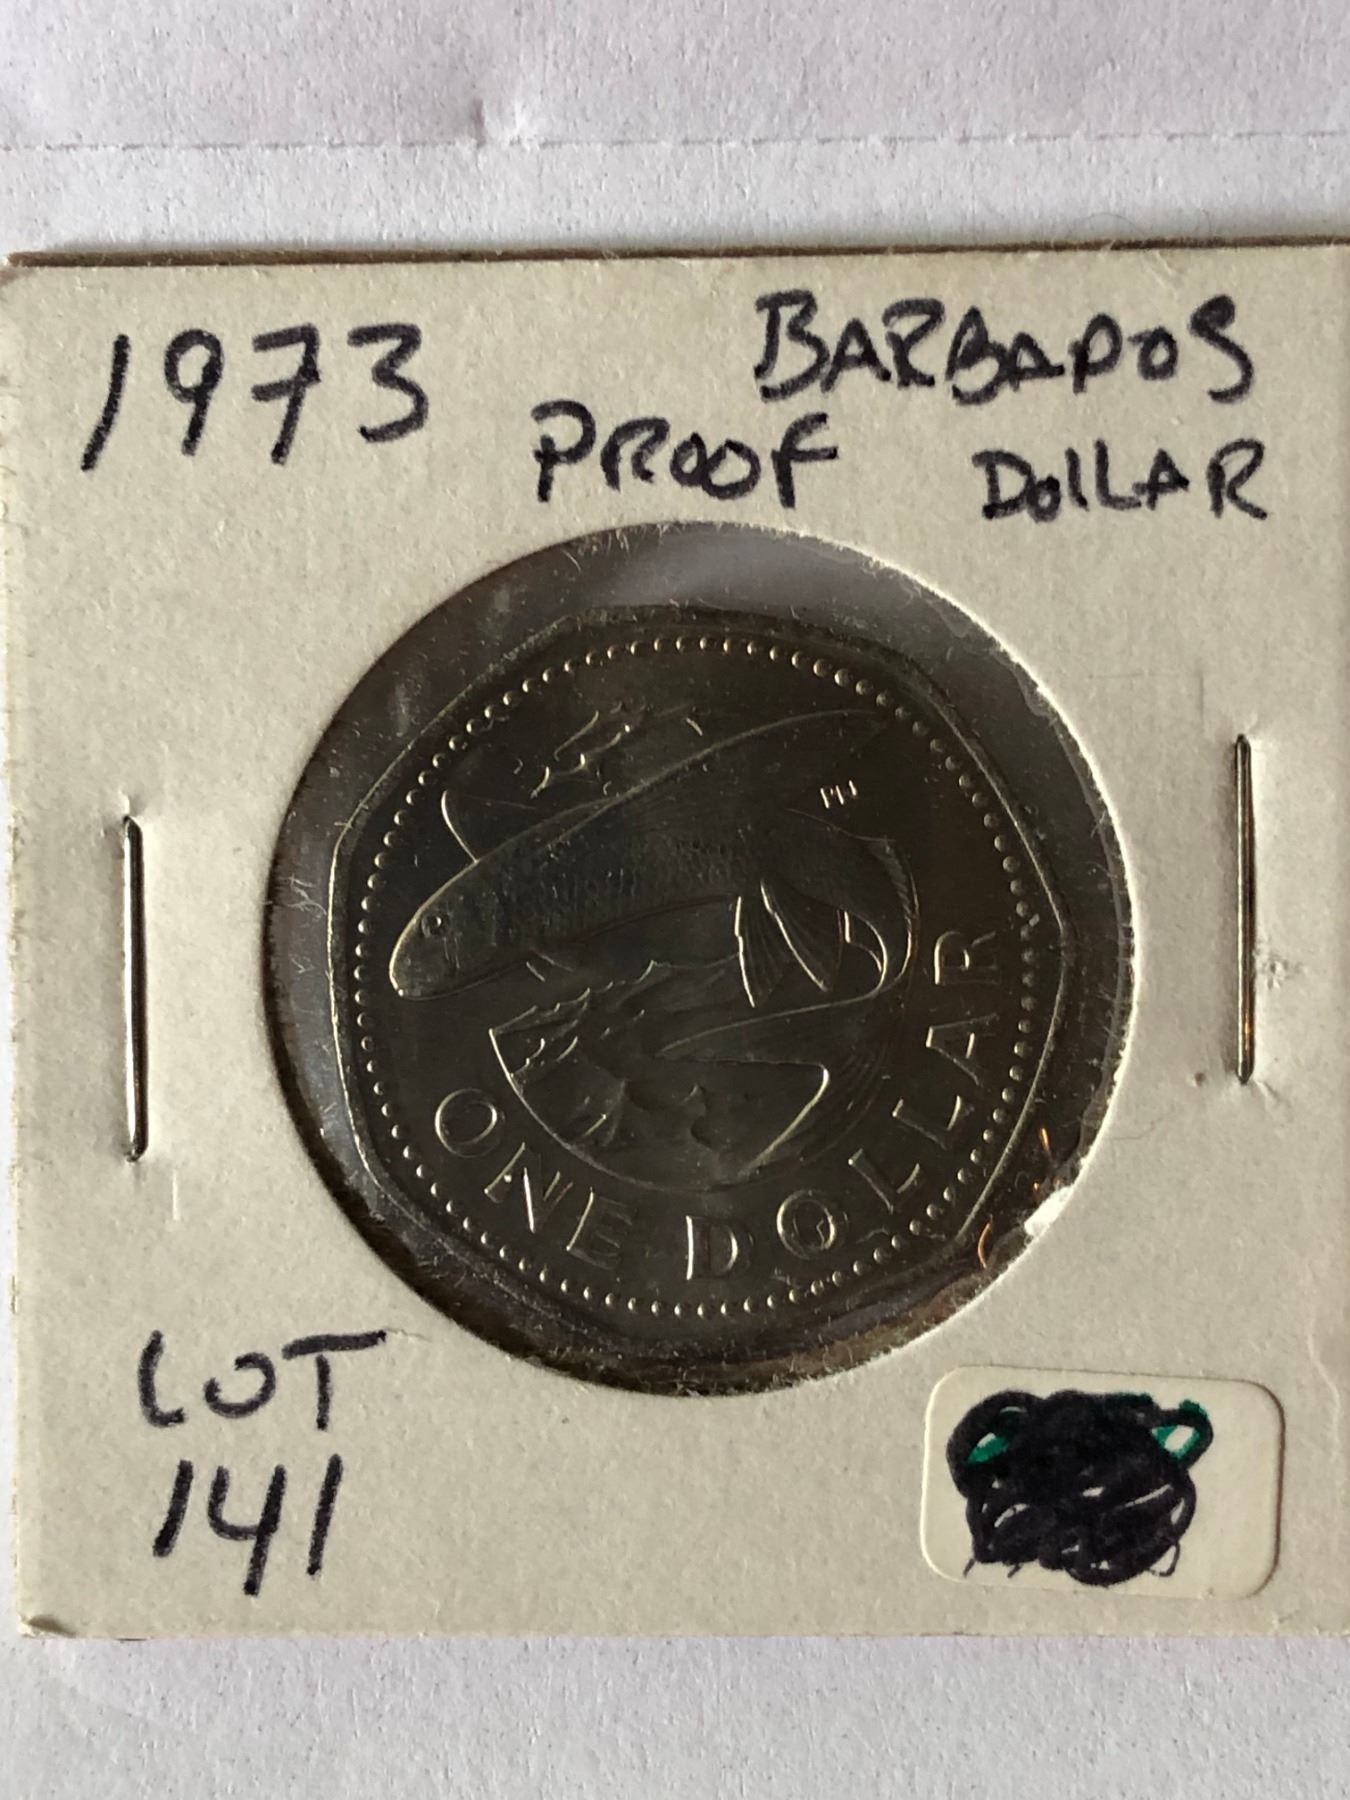 1973
BARBADOS
PROOF DOLLAR
ONE DOLLAR
LOT
141